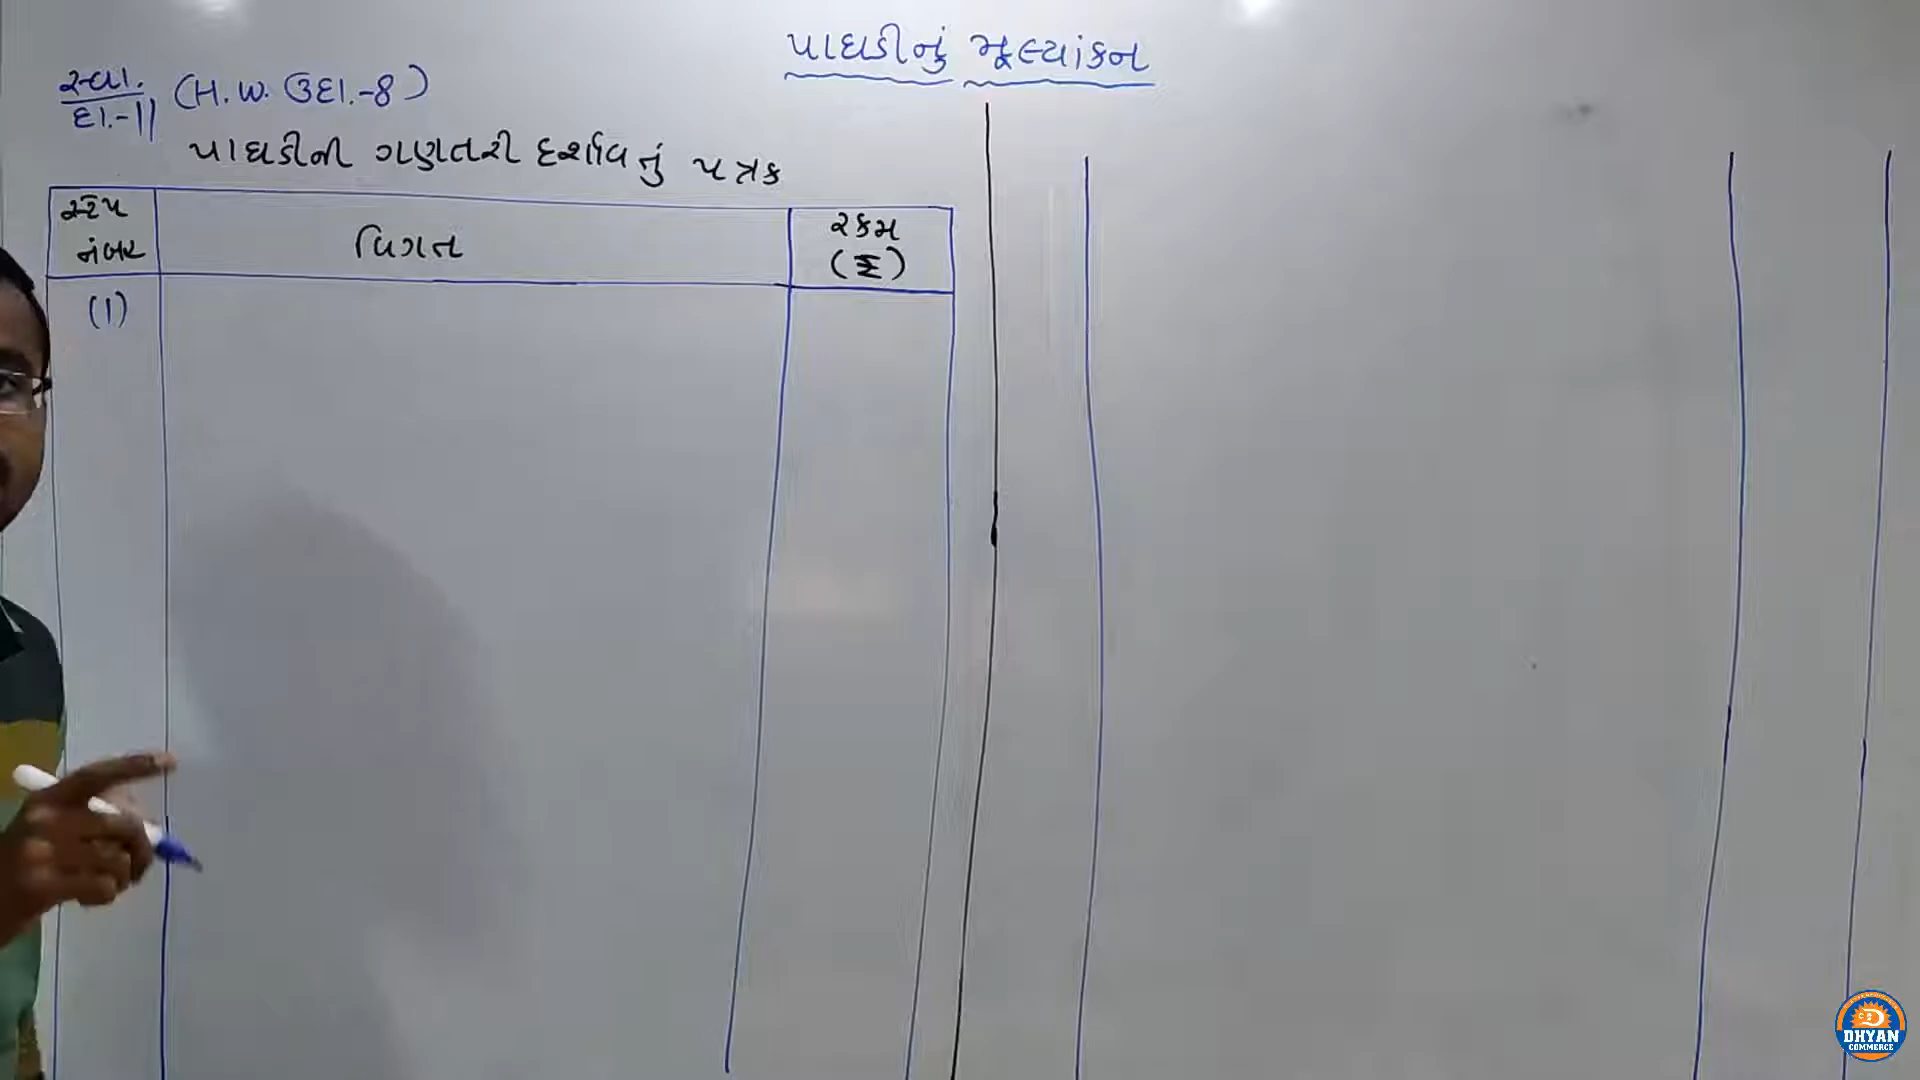 પાઘડીનું મૂલ્યાંકન
સ્વા.
દા.-11 (H.W. ઉદા.-8)
પાઘડીની ગણતરી દર્શાવતું પત્રક
સ્ટેપ નંબર
વિગત
રકમ (₹)
(1)
DHYAN
COMMERCE